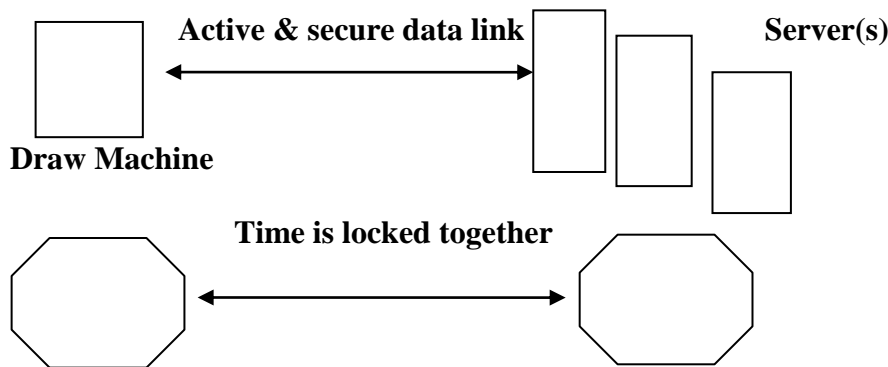 Active & secure data link
Server(s)
Draw Machine
Time is locked together